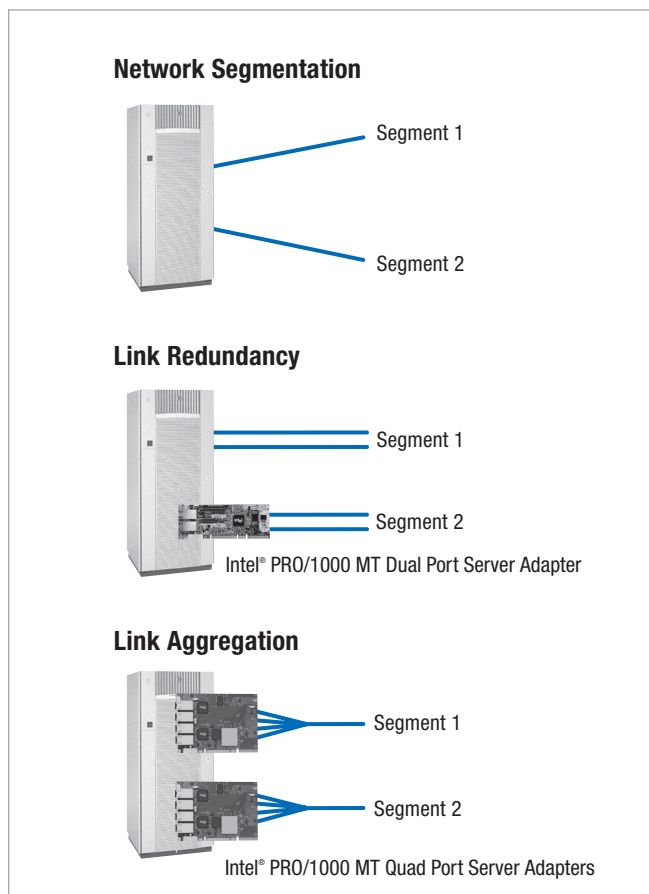 Network Segmentation
Segment 1
Segment 2
Link Redundancy
Segment 1
Segment 2
Intel® PRO/1000 MT Dual Port Server Adapter
Link Aggregation
Segment 1
Segment 2
Intel® PRO/1000 MT Quad Port Server Adapters